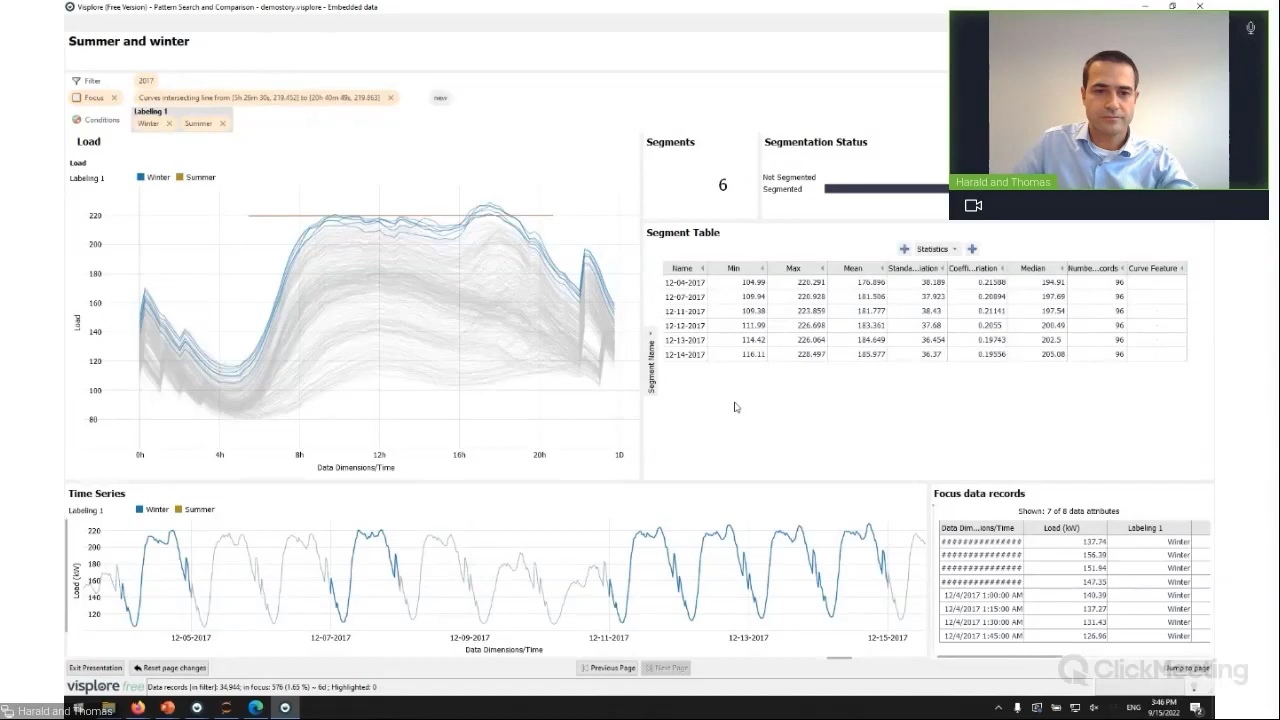 Visplore (Free Version) - Pattern Search and Comparison - demostory.visplore - Embedded data
Summer and winter
Filter 2017
Focus Curves intersecting line from [5h 26m 30s, 219.452] to [20h 40m 49s, 219.863] new
Labeling 1
Conditions Winter Summer
Harald and Thomas
Load
Load
Labeling 1 Winter Summer
220
200
180
160
140
120
100
80
Load
0h 4h 8h 12h 16h 20h 1D
Data Dimensions/Time
Segments
6
Segmentation Status
Not Segmented
Segmented
Segment Table
Statistics
Segment Name
Name Min Max Mean Standa...iation Coeffi...riation Median Numbe...cords Curve Feature
12-04-2017 104.99 220.291 176.896 38.189 0.21588 194.91 96
12-07-2017 109.94 220.928 181.506 37.923 0.20894 197.69 96
12-11-2017 109.38 223.859 181.777 38.43 0.21141 197.54 96
12-12-2017 111.99 226.698 183.361 37.68 0.2055 200.49 96
12-13-2017 114.42 226.064 184.649 36.454 0.19743 202.5 96
12-14-2017 116.11 228.497 185.977 36.37 0.19556 205.08 96
Time Series
Labeling 1 Winter Summer
220
200
180
160
140
120
Load (kW)
12-05-2017 12-07-2017 12-09-2017 12-11-2017 12-13-2017 12-15-2017
Data Dimensions/Time
Focus data records
Shown: 7 of 8 data attributes
Data Dim...ions/Time Load (kW) Labeling 1
############### 137.74 Winter
############### 156.39 Winter
############### 151.94 Winter
############### 147.35 Winter
12/4/2017 1:00:00 AM 140.39 Winter
12/4/2017 1:15:00 AM 137.27 Winter
12/4/2017 1:30:00 AM 131.43 Winter
12/4/2017 1:45:00 AM 126.96 Winter
Exit Presentation Reset page changes Previous Page Next Page Jump to page
ClickMeeting
visplore free Data records [in filter]: 34,944; in focus: 576 (1.65 %) ~ 6d; Highlighted: 0
Harald and Thomas
ENG 3:46 PM
9/15/2022
2